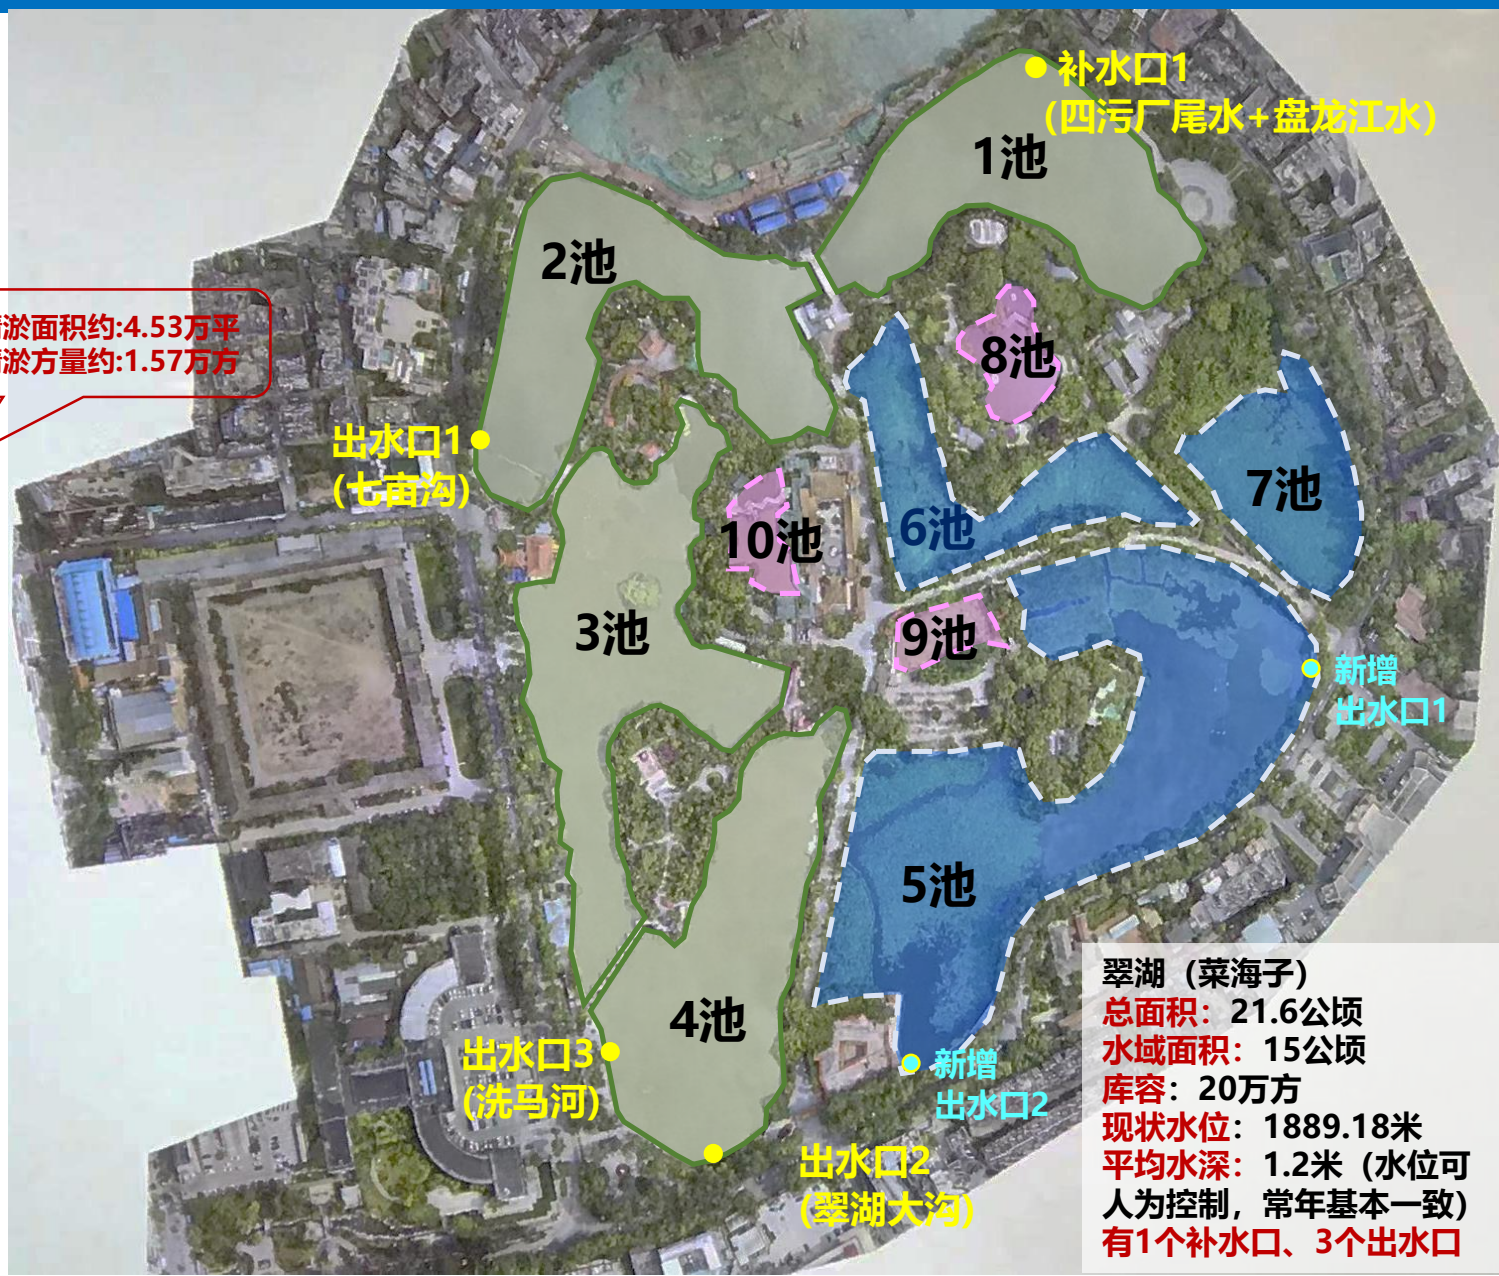 补水口1
(四污厂尾水+盘龙江水)
1池
2池
淤面积约:4.53万平
淤方量约:1.57万方
8池
出水口1
(七亩沟)
7池
6池
10池
3池
9池
新增
出水口1
5池
4池
出水口3
(洗马河)
新增
出水口2
出水口2
(翠湖大沟)
翠湖（菜海子）
总面积：21.6公顷
水域面积：15公顷
库容：20万方
现状水位：1889.18米
平均水深：1.2米（水位可
人为控制，常年基本一致）
有1个补水口、3个出水口